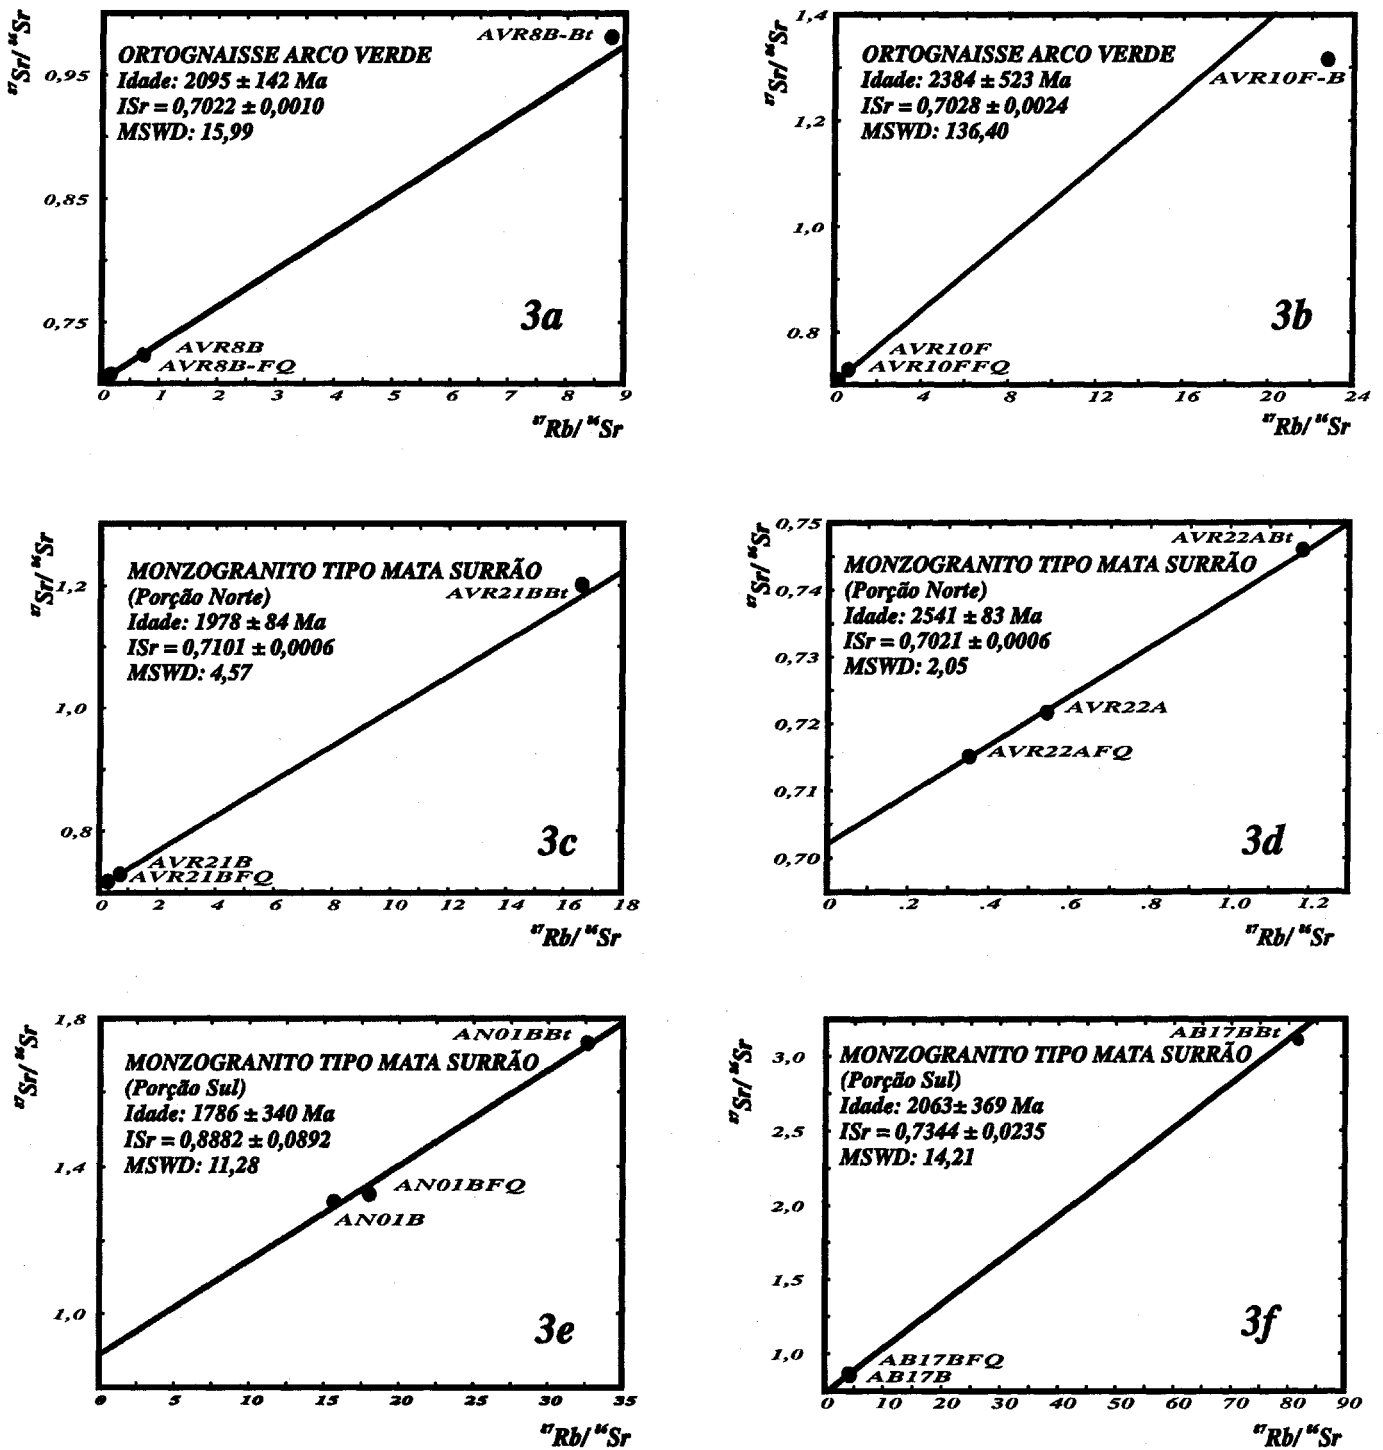 ⁸⁷Sr/ ⁸⁶Sr
0,95
0,85
0,75
ORTOGNAISSE ARCO VERDE
Idade: 2095 ± 142 Ma
ISr = 0,7022 ± 0,0010
MSWD: 15,99
AVR8B-Bt
3a
AVR8B
AVR8B-FQ
0 1 2 3 4 5 6 7 8 9
⁸⁷Rb/ ⁸⁶Sr
⁸⁷Sr/ ⁸⁶Sr
1,4
1,2
1,0
0.8
ORTOGNAISSE ARCO VERDE
Idade: 2384 ± 523 Ma
ISr = 0,7028 ± 0,0024
MSWD: 136,40
AVR10F-B
3b
AVR10F
AVR10FFQ
0 4 8 12 16 20 24
⁸⁷Rb/ ⁸⁶Sr
⁸⁷Sr/ ⁸⁶Sr
1,2
1,0
0,8
MONZOGRANITO TIPO MATA SURRÃO
(Porção Norte)
AVR21BBt
Idade: 1978 ± 84 Ma
ISr = 0,7101 ± 0,0006
MSWD: 4,57
3c
AVR21B
AVR21BFQ
0 2 4 6 8 10 12 14 16 18
⁸⁷Rb/ ⁸⁶Sr
⁸⁷Sr/ ⁸⁶Sr
0,75
0,74
0,73
0,72
0,71
0,70
AVR22ABt
MONZOGRANITO TIPO MATA SURRÃO
(Porção Norte)
Idade: 2541 ± 83 Ma
ISr = 0,7021 ± 0,0006
MSWD: 2,05
AVR22A
AVR22AFQ
3d
0 .2 .4 .6 .8 1.0 1.2
⁸⁷Rb/ ⁸⁶Sr
⁸⁷Sr/ ⁸⁶Sr
1,8
1,4
1,0
AN01BBt
MONZOGRANITO TIPO MATA SURRÃO
(Porção Sul)
Idade: 1786 ± 340 Ma
ISr = 0,8882 ± 0,0892
MSWD: 11,28
AN01BFQ
AN01B
3e
0 5 10 15 20 25 30 35
⁸⁷Rb/ ⁸⁶Sr
⁸⁷Sr/ ⁸⁶Sr
3,0
2,5
2,0
1,5
1,0
AB17BBt
MONZOGRANITO TIPO MATA SURRÃO
(Porção Sul)
Idade: 2063± 369 Ma
ISr = 0,7344 ± 0,0235
MSWD: 14,21
3f
AB17BFQ
AB17B
0 10 20 30 40 50 60 70 80 90
⁸⁷Rb/ ⁸⁶Sr